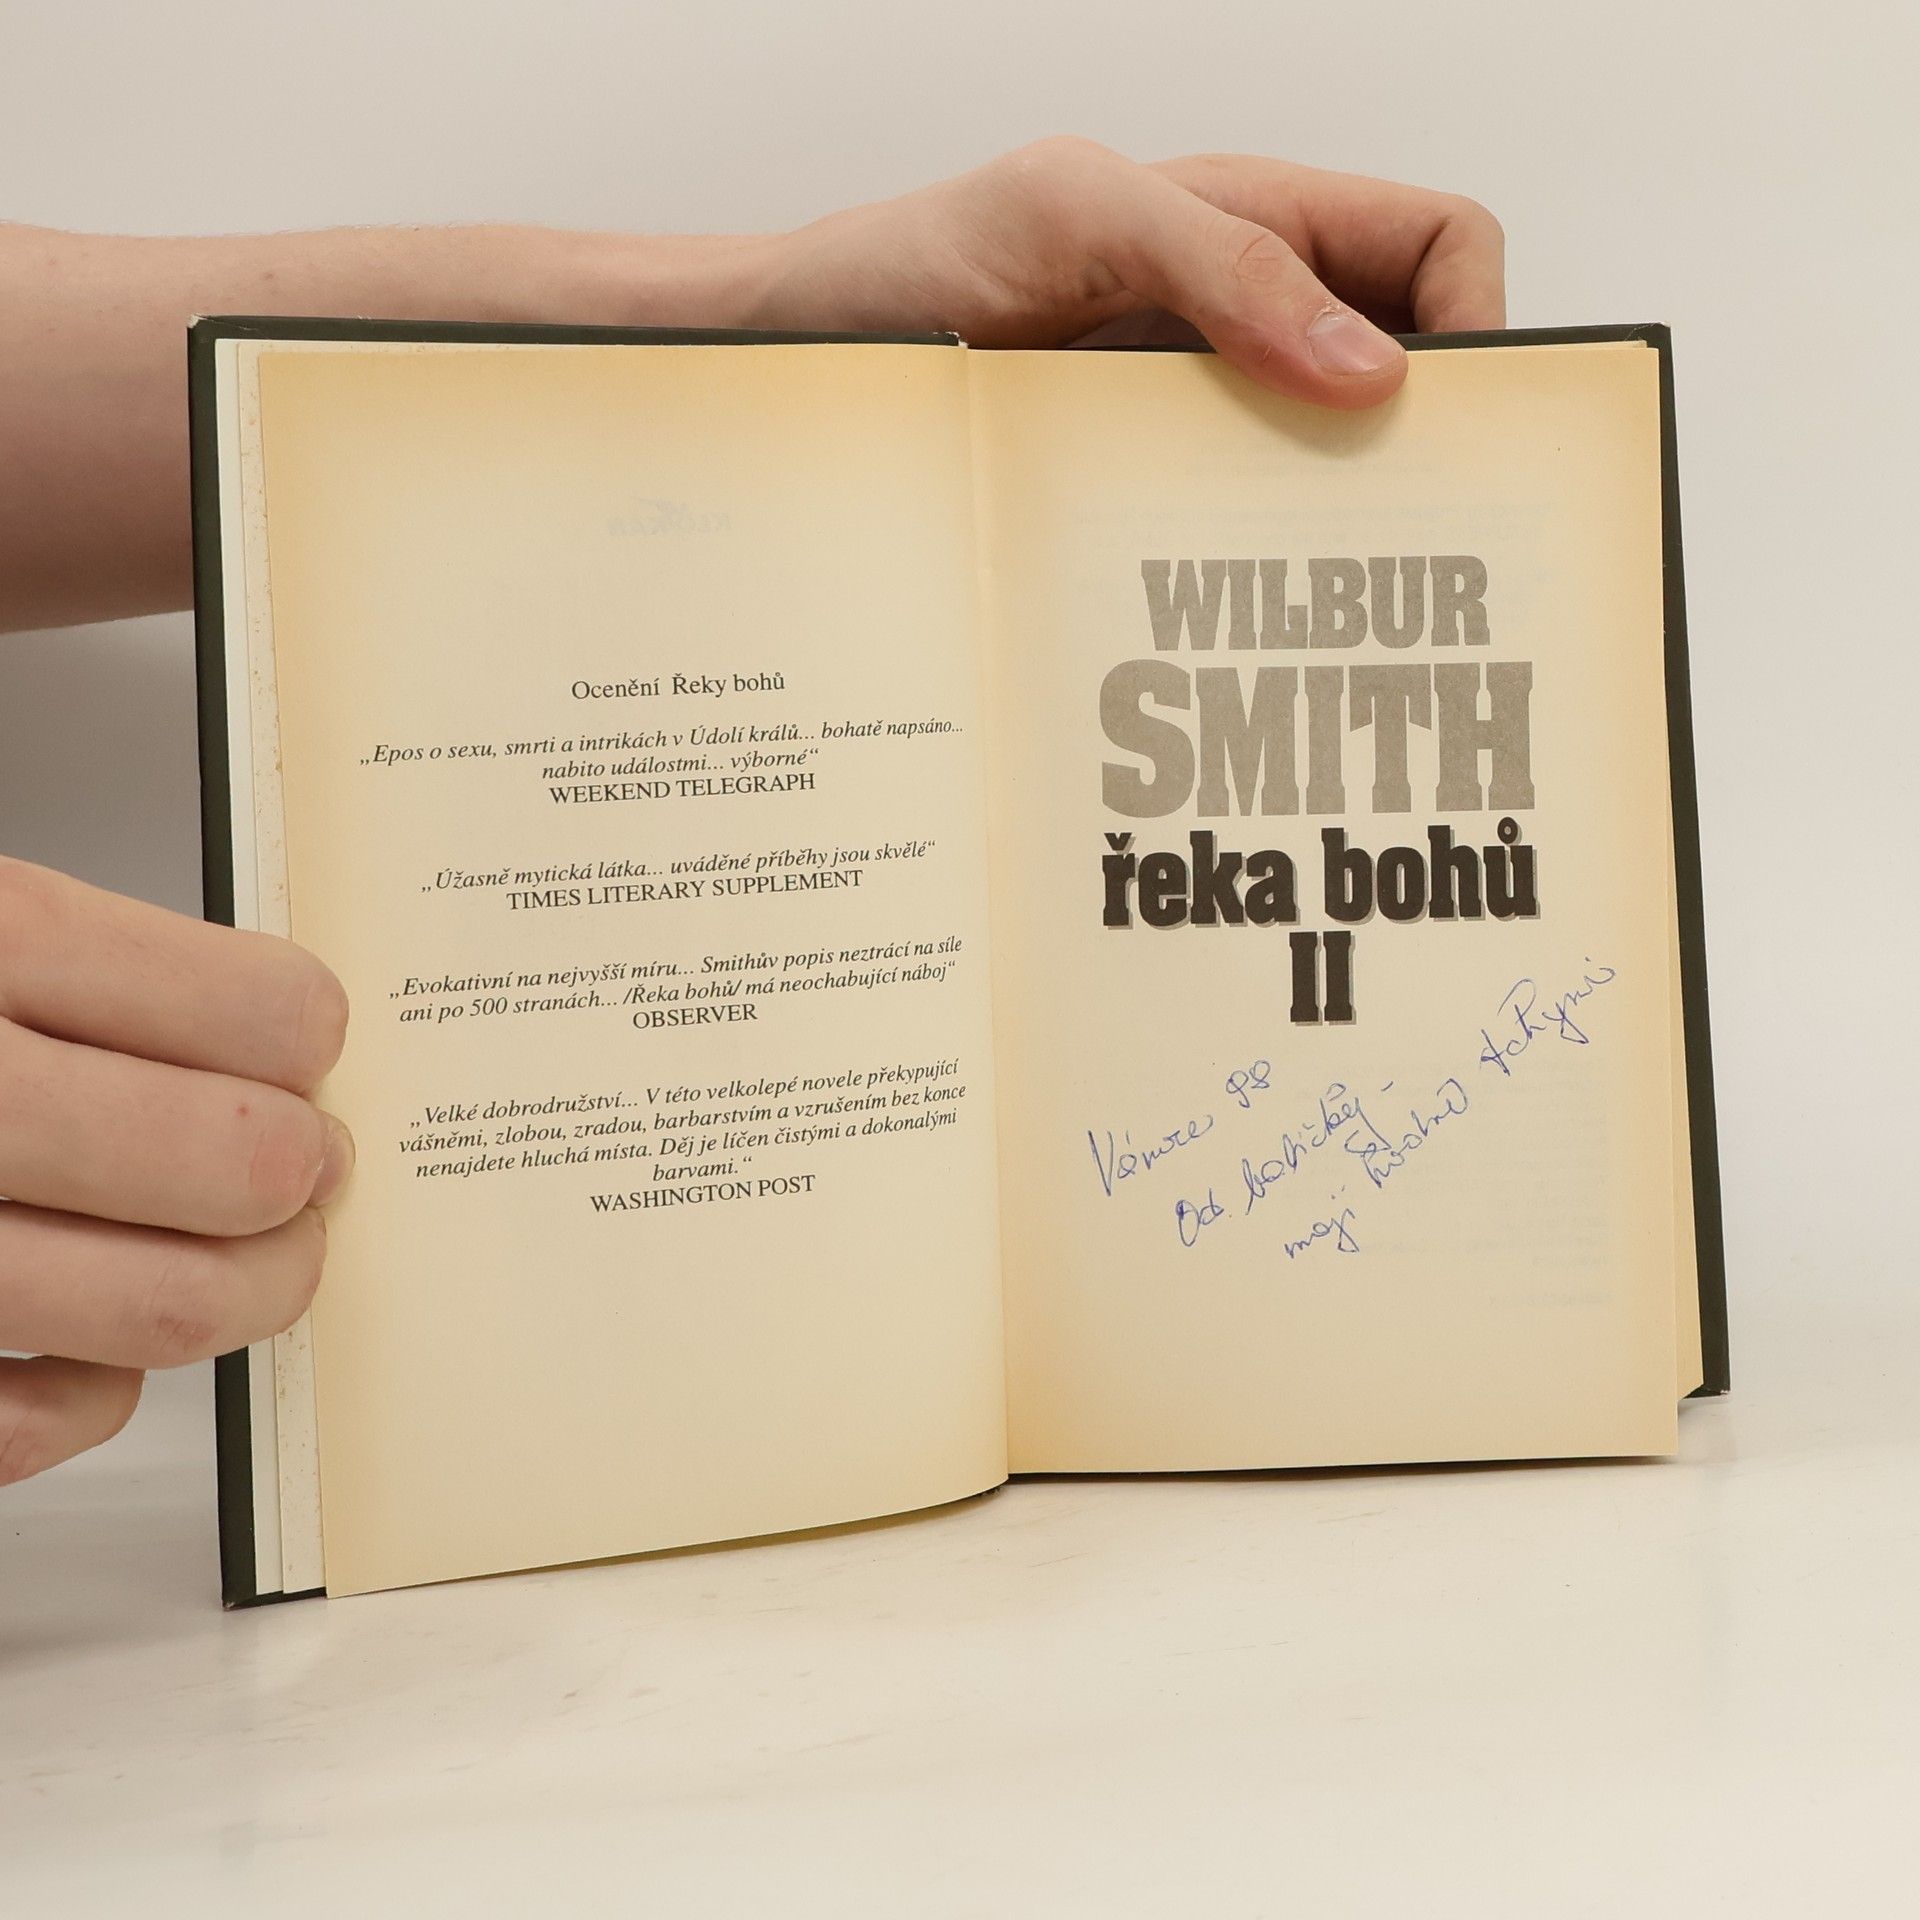 Ocenění Řeky bohů
„Epos o sexu, smrti a intrikách v Údolí králů... bohatě napsáno...
nabito událostmi... výborné“
WEEKEND TELEGRAPH
„Úžasně mytická látka... uváděné příběhy jsou skvělé“
TIMES LITERARY SUPPLEMENT
„Evokativní na nejvyšší míru... Smithův popis neztrácí na síle
ani po 500 stranách... /Řeka bohů/ má neochabující náboj“
OBSERVER
„Velké dobrodružství... V této velkolepé novele překypující
vášněmi, zlobou, zradou, barbarstvím a vzrušením bez konce
nenajdete hluchá místa. Děj je líčen čistými a dokonalými
barvami.“
WASHINGTON POST
WILBUR
SMITH
řeka bohů
II
Vánoce 98
Od babičky
moji hodné